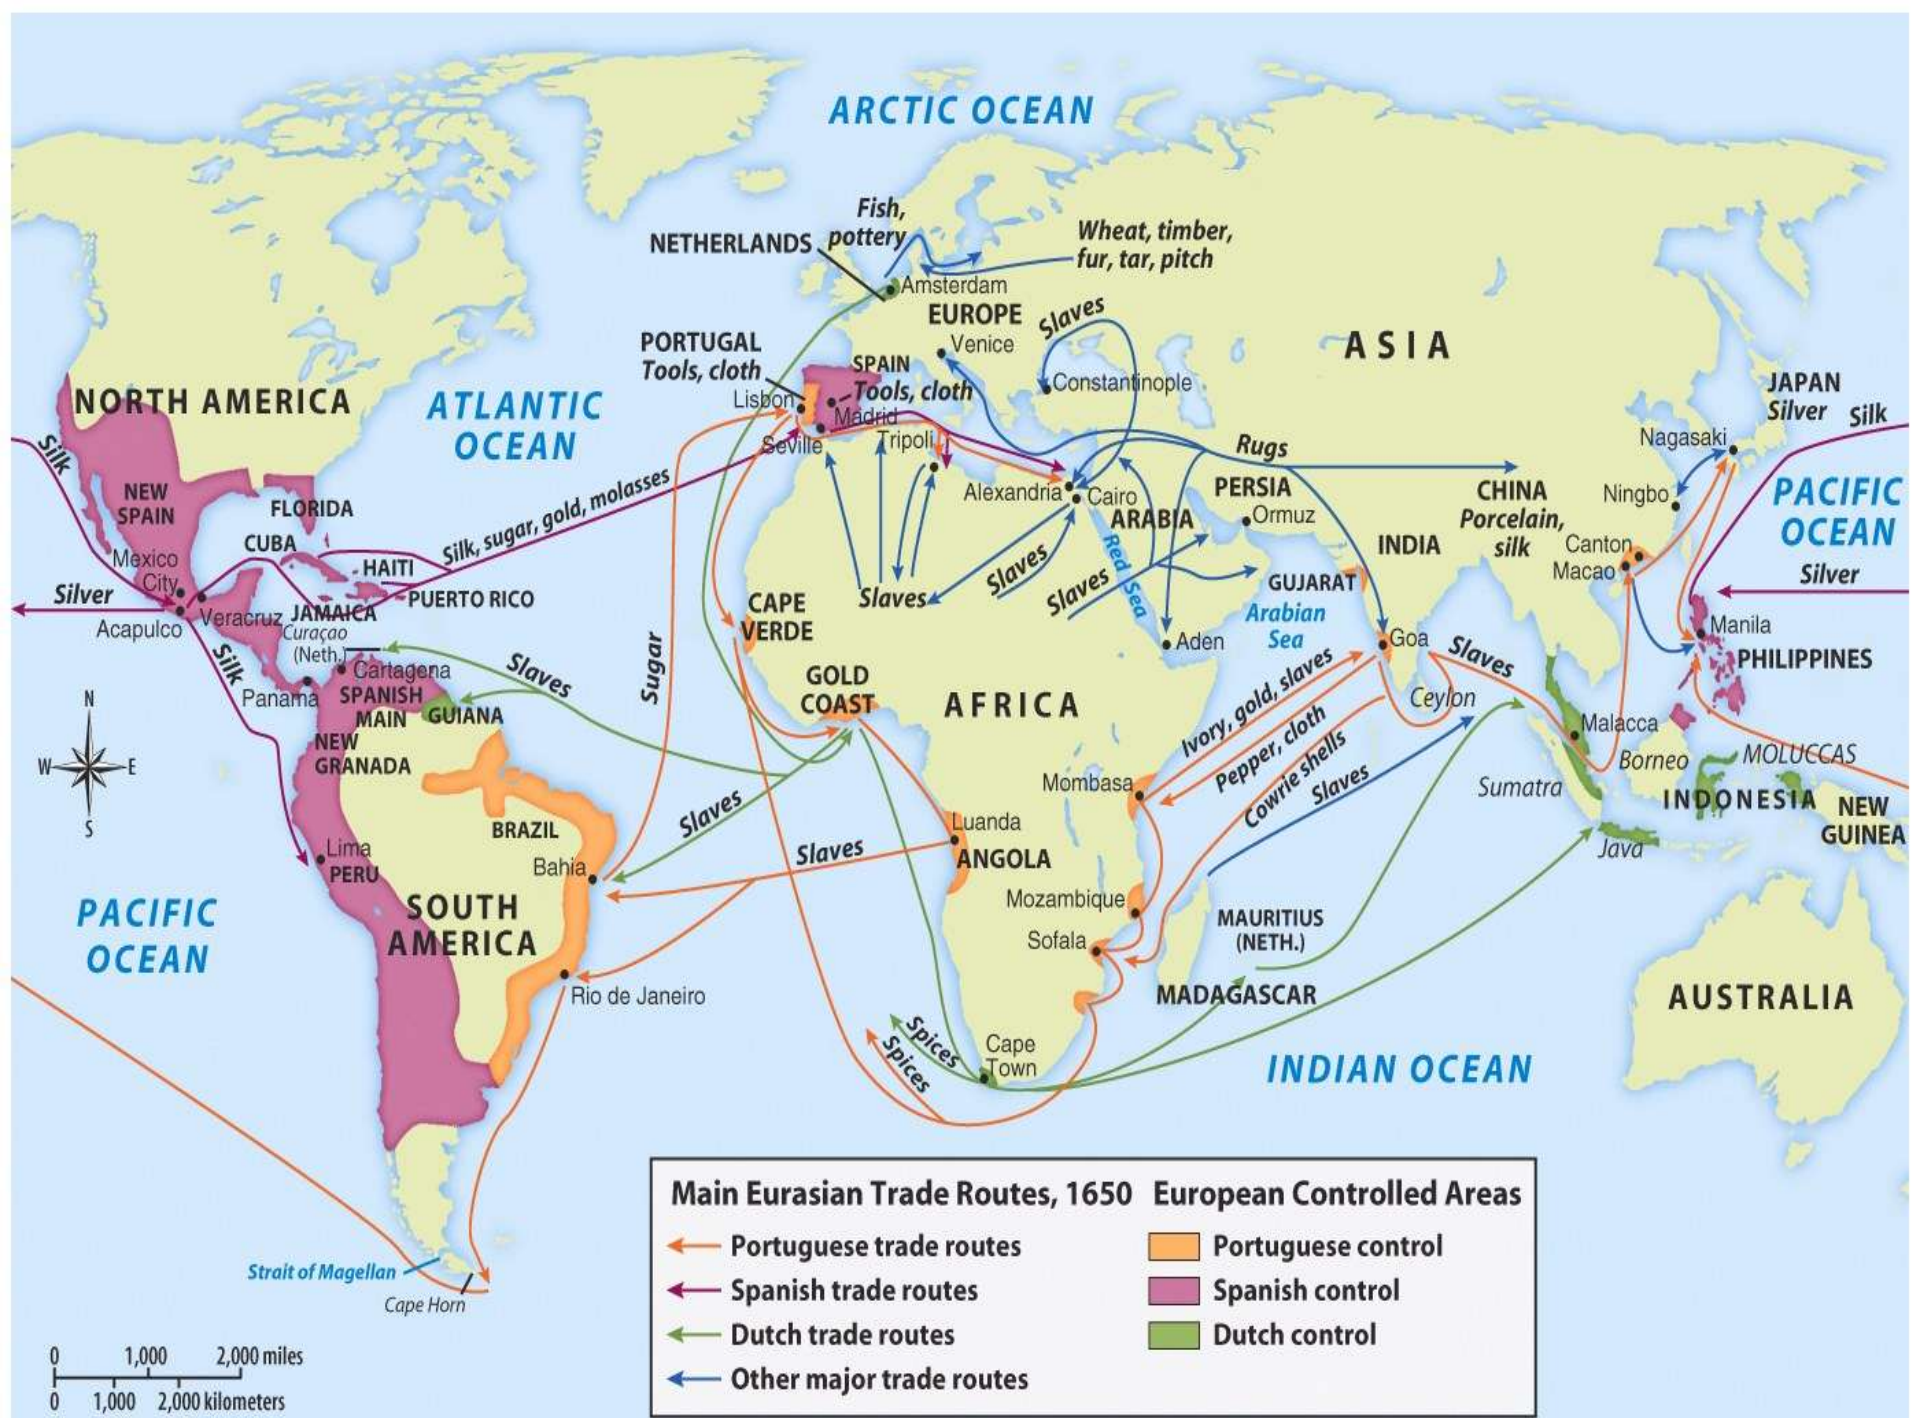 ARCTIC OCEAN
Fish,
pottery
NETHERLANDS
Wheat, timber,
fur, tar, pitch
Amsterdam
EUROPE
Slaves
Venice
ASIA
PORTUGAL
Tools, cloth
SPAIN
Tools, cloth
Constantinople
Lisbon
Madrid
Seville
Tripoli
NORTH AMERICA
ATLANTIC
OCEAN
JAPAN
Silver
Silk
Nagasaki
Silk
Rugs
Alexandria
Cairo
PERSIA
Ormuz
ARABIA
CHINA
Porcelain,
silk
Ningbo
PACIFIC
OCEAN
NEW
SPAIN
FLORIDA
Silk, sugar, gold, molasses
CUBA
HAITI
PUERTO RICO
INDIA
Canton
Macao
Mexico
City
Silver
Acapulco
Veracruz
JAMAICA
Curaçao
(Neth.)
Slaves
Slaves
Slaves
Red Sea
GUJARAT
Arabian
Sea
Silver
CAPE
VERDE
Aden
Goa
Manila
PHILIPPINES
Silk
Cartagena
Panama
SPANISH
MAIN
GUIANA
Slaves
Sugar
GOLD
COAST
AFRICA
Ivory, gold, slaves
Slaves
Ceylon
Malacca
N
W
E
S
NEW
GRANADA
Pepper, cloth
Cowrie shells
Slaves
Mombasa
Borneo
MOLUCCAS
Sumatra
INDONESIA
NEW
GUINEA
BRAZIL
Slaves
Luanda
ANGOLA
Slaves
Bahia
Java
Lima
PERU
Mozambique
Sofala
MAURITIUS
(NETH.)
MADAGASCAR
PACIFIC
OCEAN
SOUTH
AMERICA
Rio de Janeiro
AUSTRALIA
Spices
Spices
Cape
Town
INDIAN OCEAN
Strait of Magellan
Cape Horn
0 1,000 2,000 miles
0 1,000 2,000 kilometers
Main Eurasian Trade Routes, 1650
Portuguese trade routes
Spanish trade routes
Dutch trade routes
Other major trade routes
European Controlled Areas
Portuguese control
Spanish control
Dutch control